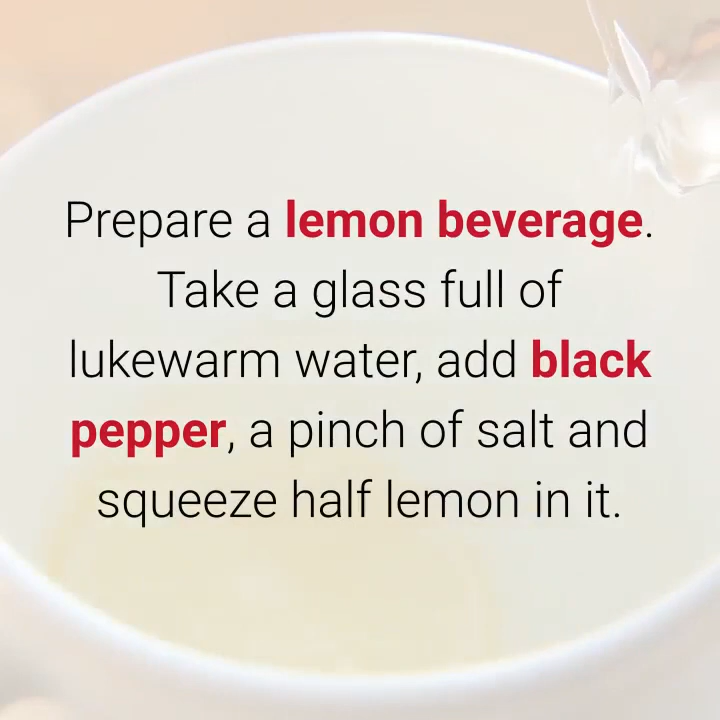 Prepare a lemon beverage.
Take a glass full of
lukewarm water, add black
pepper, a pinch of salt and
squeeze half lemon in it.